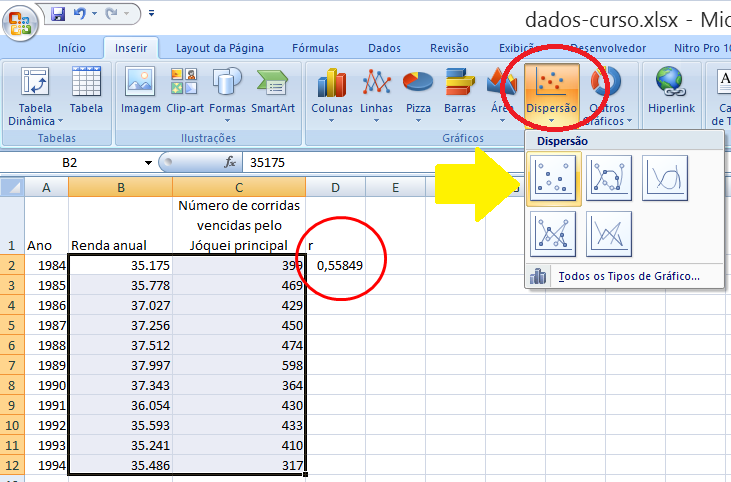 dados-curso.xlsx - Mic
Início Inserir Layout da Página Fórmulas Dados Revisão Exibição Desenvolvedor Nitro Pro 10
Tabela Dinâmica Tabela Imagem Clip-art Formas SmartArt Colunas Linhas Pizza Barras Área Dispersão Outros Gráficos Hiperlink
Tabelas Ilustrações Gráficos
Dispersão
Todos os Tipos de Gráfico...
B2 fx 35175
A B C D E
1 Ano Renda anual Número de corridas vencidas pelo Jóquei principal r
2 1984 35.175 399 0,55849
3 1985 35.778 469
4 1986 37.027 429
5 1987 37.256 450
6 1988 37.512 474
7 1989 37.997 598
8 1990 37.343 364
9 1991 36.054 430
10 1992 35.593 433
11 1993 35.241 410
12 1994 35.486 317